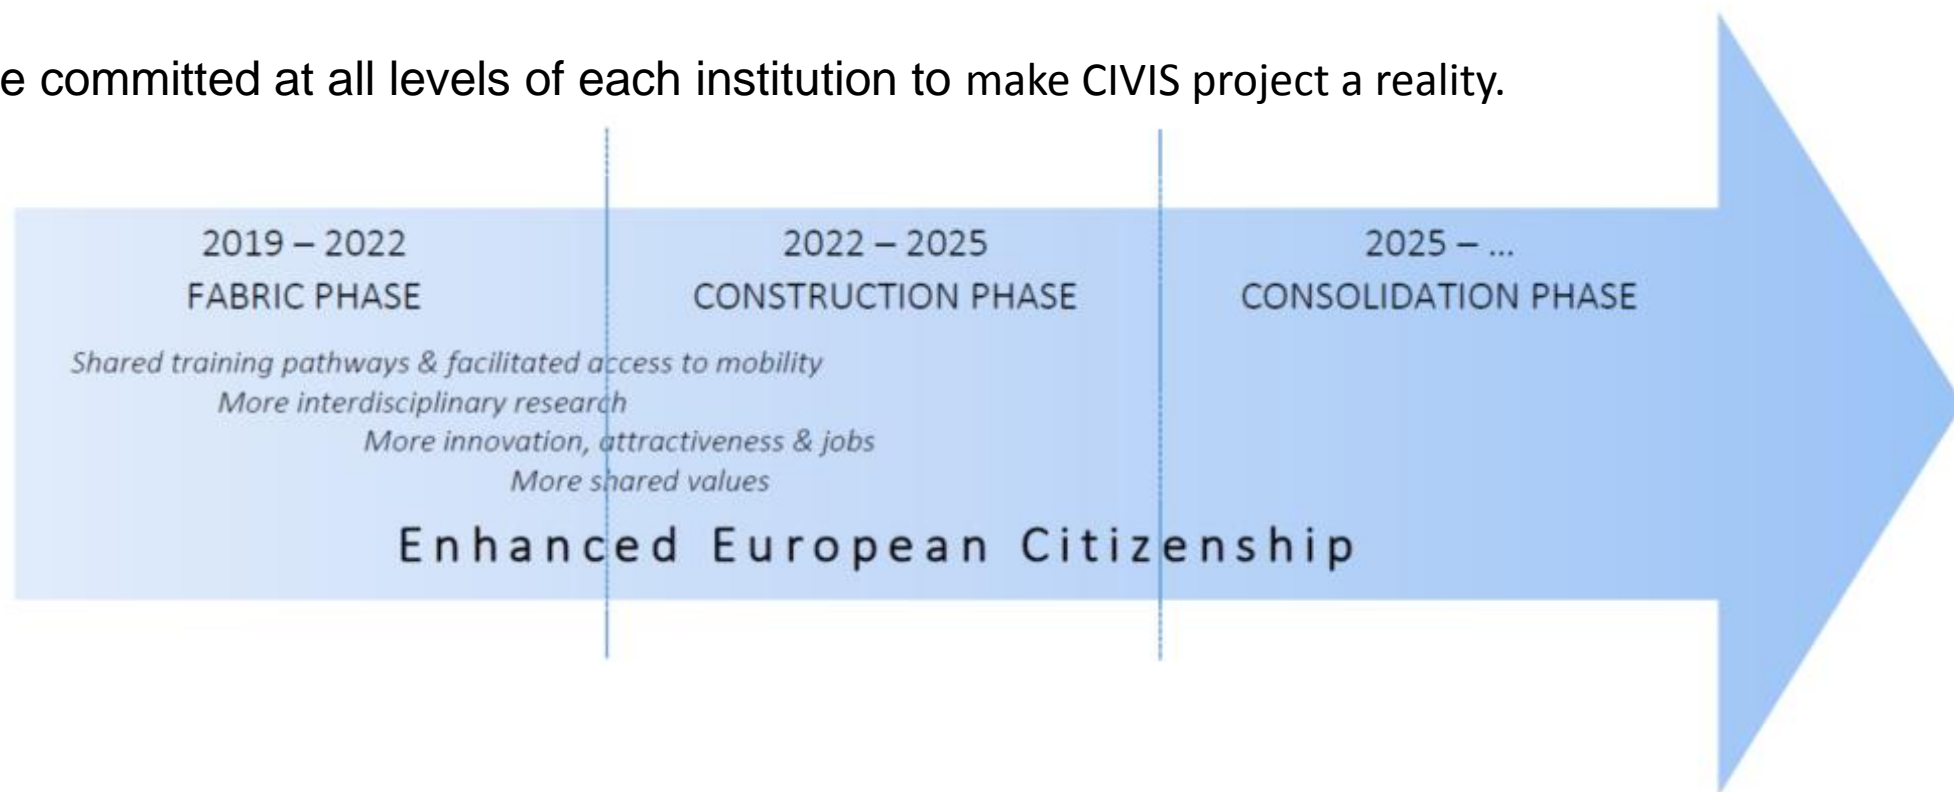 e committed at all levels of each institution to make CIVIS project a reality.
2019 – 2022
FABRIC PHASE
2022 – 2025
CONSTRUCTION PHASE
2025 – ...
CONSOLIDATION PHASE
Shared training pathways & facilitated access to mobility
More interdisciplinary research
More innovation, attractiveness & jobs
More shared values
Enhanced European Citizenship